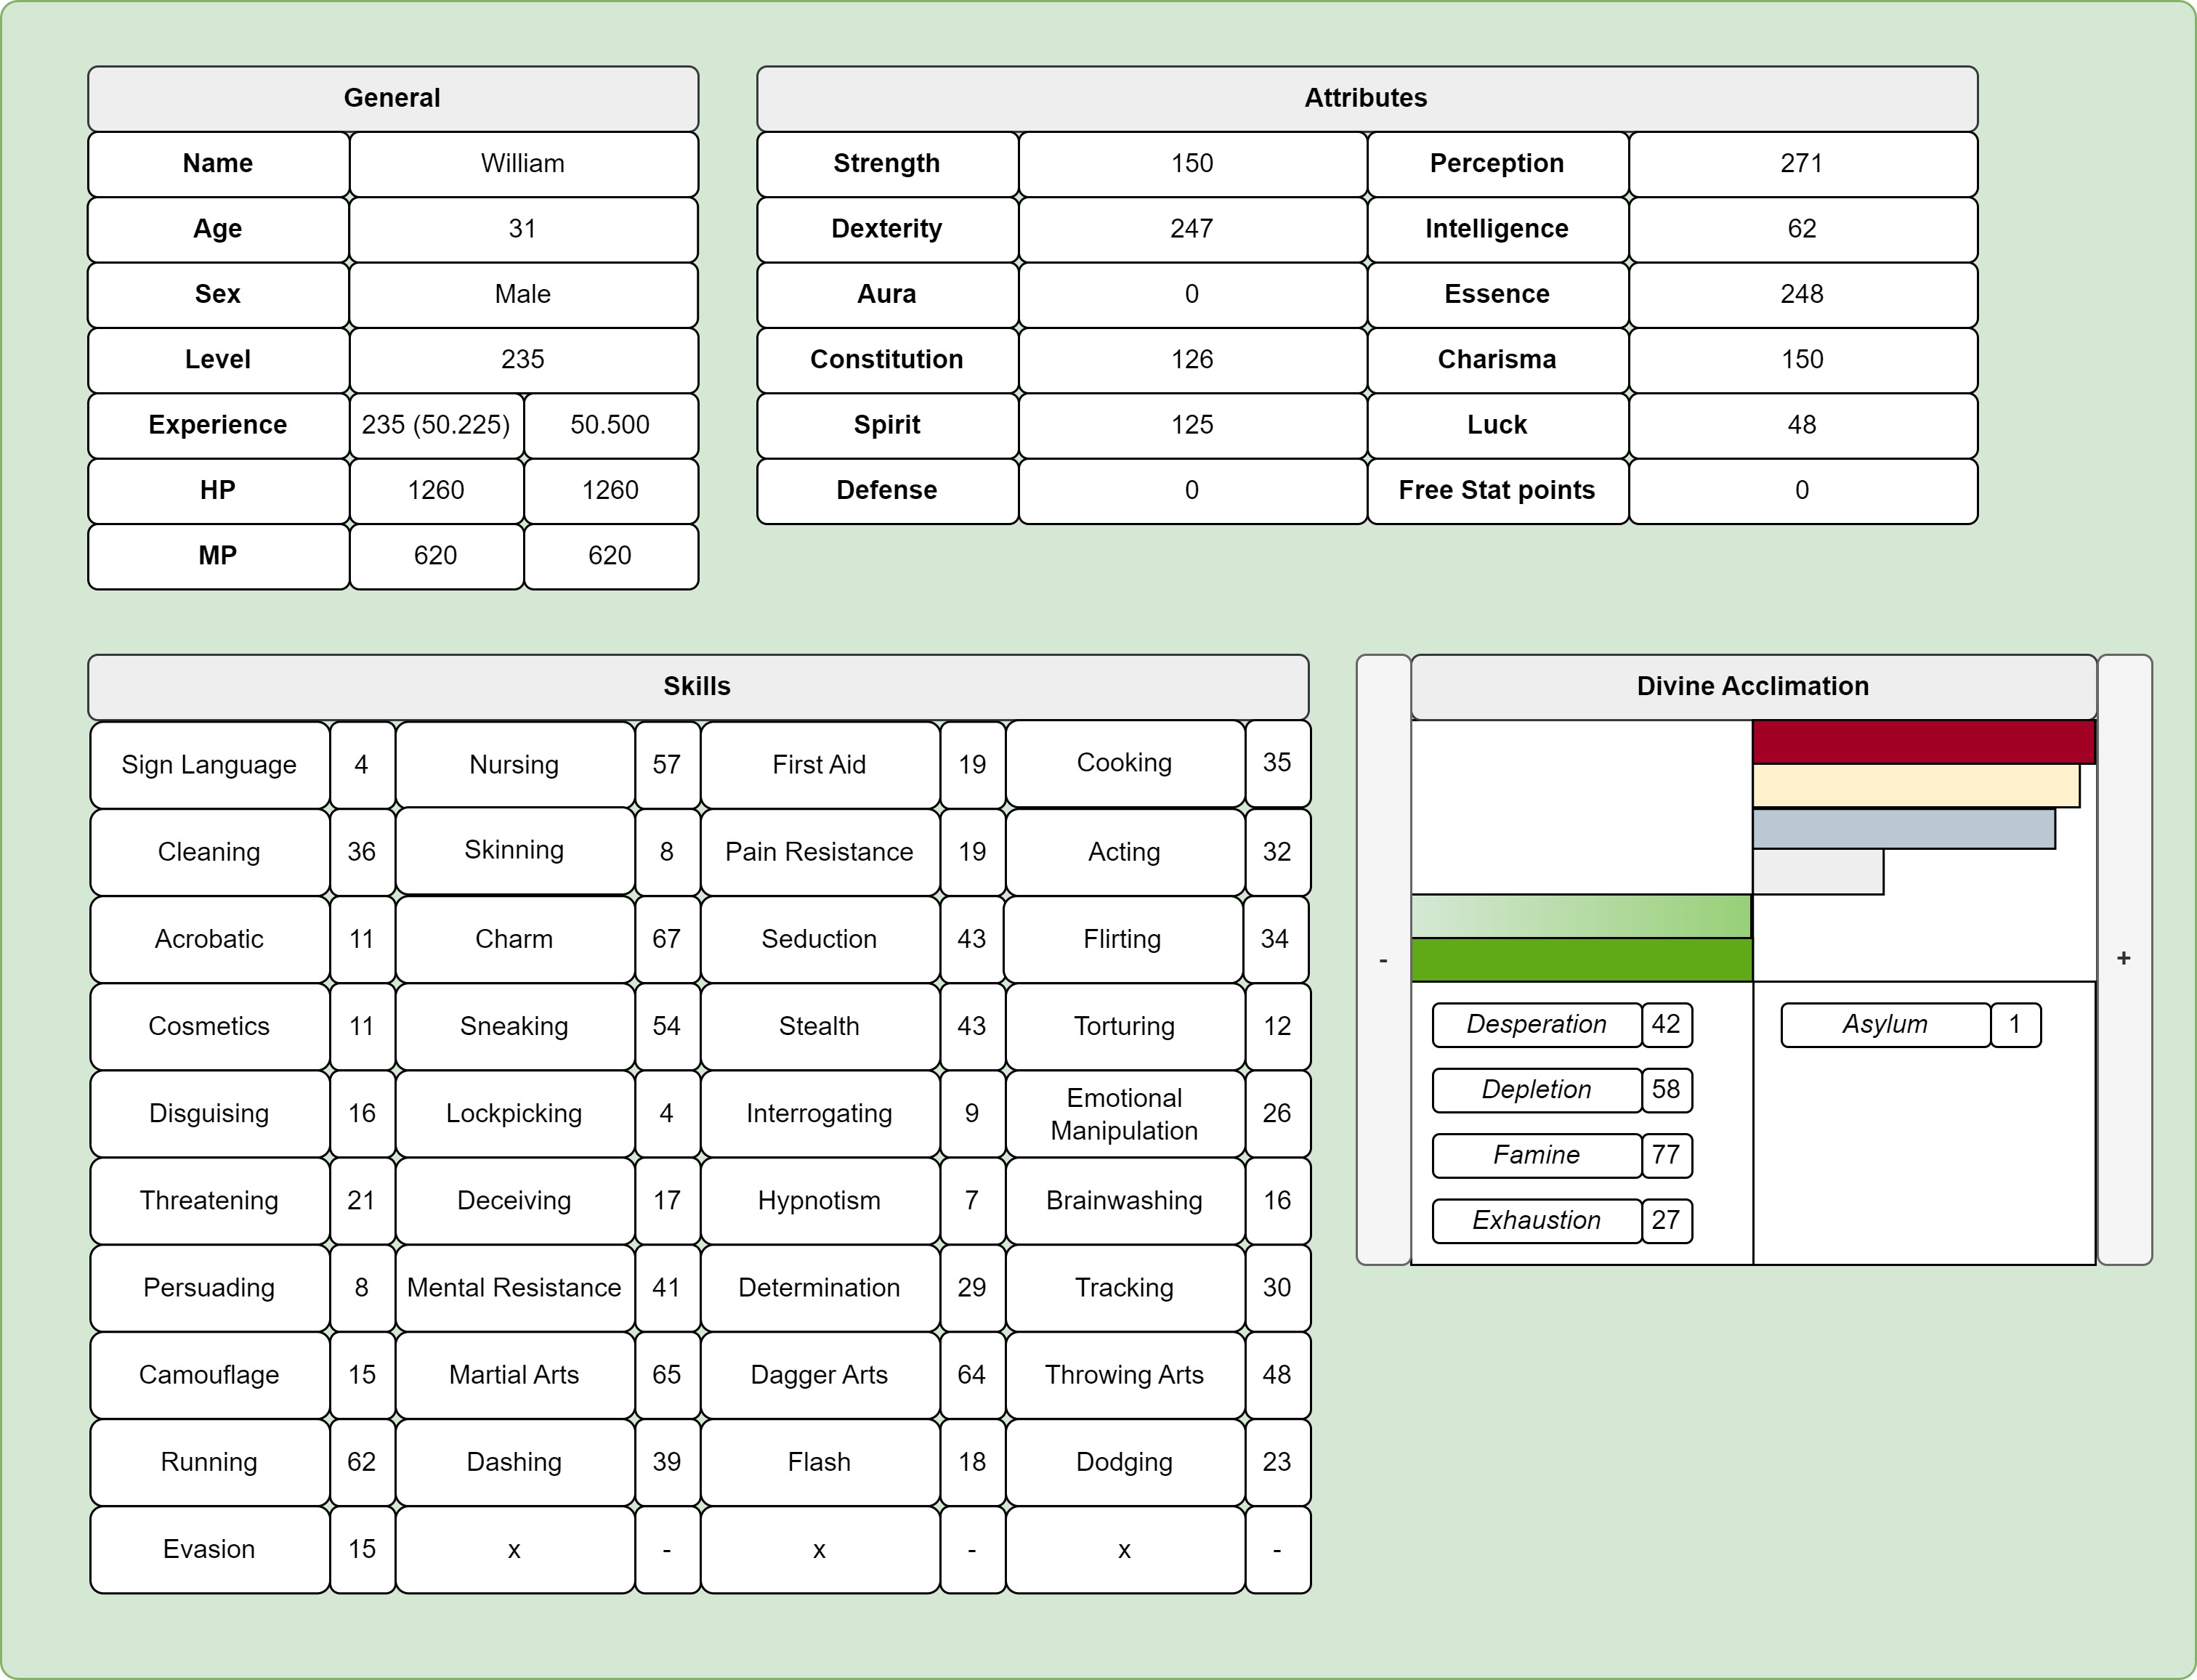 General
Name William
Age 31
Sex Male
Level 235
Experience 235 (50.225) 50.500
HP 1260 1260
MP 620 620
Attributes
Strength 150 Perception 271
Dexterity 247 Intelligence 62
Aura 0 Essence 248
Constitution 126 Charisma 150
Spirit 125 Luck 48
Defense 0 Free Stat points 0
Skills
Sign Language 4 Nursing 57 First Aid 19 Cooking 35
Cleaning 36 Skinning 8 Pain Resistance 19 Acting 32
Acrobatic 11 Charm 67 Seduction 43 Flirting 34
Cosmetics 11 Sneaking 54 Stealth 43 Torturing 12
Disguising 16 Lockpicking 4 Interrogating 9 Emotional Manipulation 26
Threatening 21 Deceiving 17 Hypnotism 7 Brainwashing 16
Persuading 8 Mental Resistance 41 Determination 29 Tracking 30
Camouflage 15 Martial Arts 65 Dagger Arts 64 Throwing Arts 48
Running 62 Dashing 39 Flash 18 Dodging 23
Evasion 15 x - x - x -
Divine Acclimation
- +
Desperation 42 Asylum 1
Depletion 58
Famine 77
Exhaustion 27